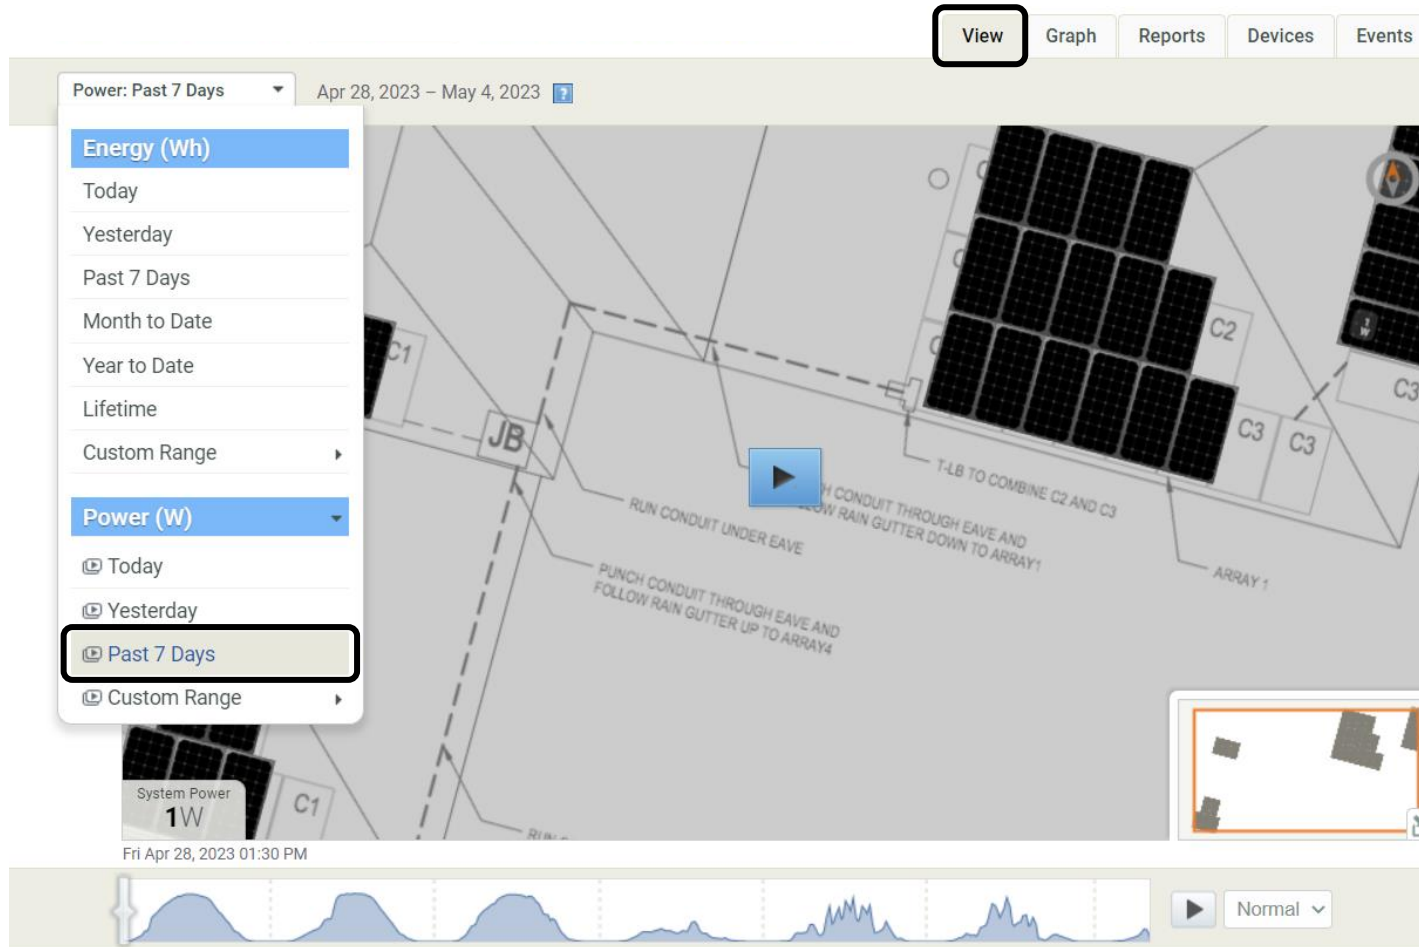 View
Graph
Reports
Devices
Events
Power: Past 7 Days
Apr 28, 2023 – May 4, 2023
?
Energy (Wh)
Today
Yesterday
Past 7 Days
Month to Date
Year to Date
Lifetime
Custom Range
Power (W)
Today
Yesterday
Past 7 Days
Custom Range
C1
JB
C2
C3
C3
C3
1
W
T-LB TO COMBINE C2 AND C3
H CONDUIT THROUGH EAVE AND
OW RAIN GUTTER DOWN TO ARRAY1
RUN CONDUIT UNDER EAVE
PUNCH CONDUIT THROUGH EAVE AND
FOLLOW RAIN GUTTER UP TO ARRAY4
ARRAY 1
C1
RUN
System Power
1W
Fri Apr 28, 2023 01:30 PM
Normal